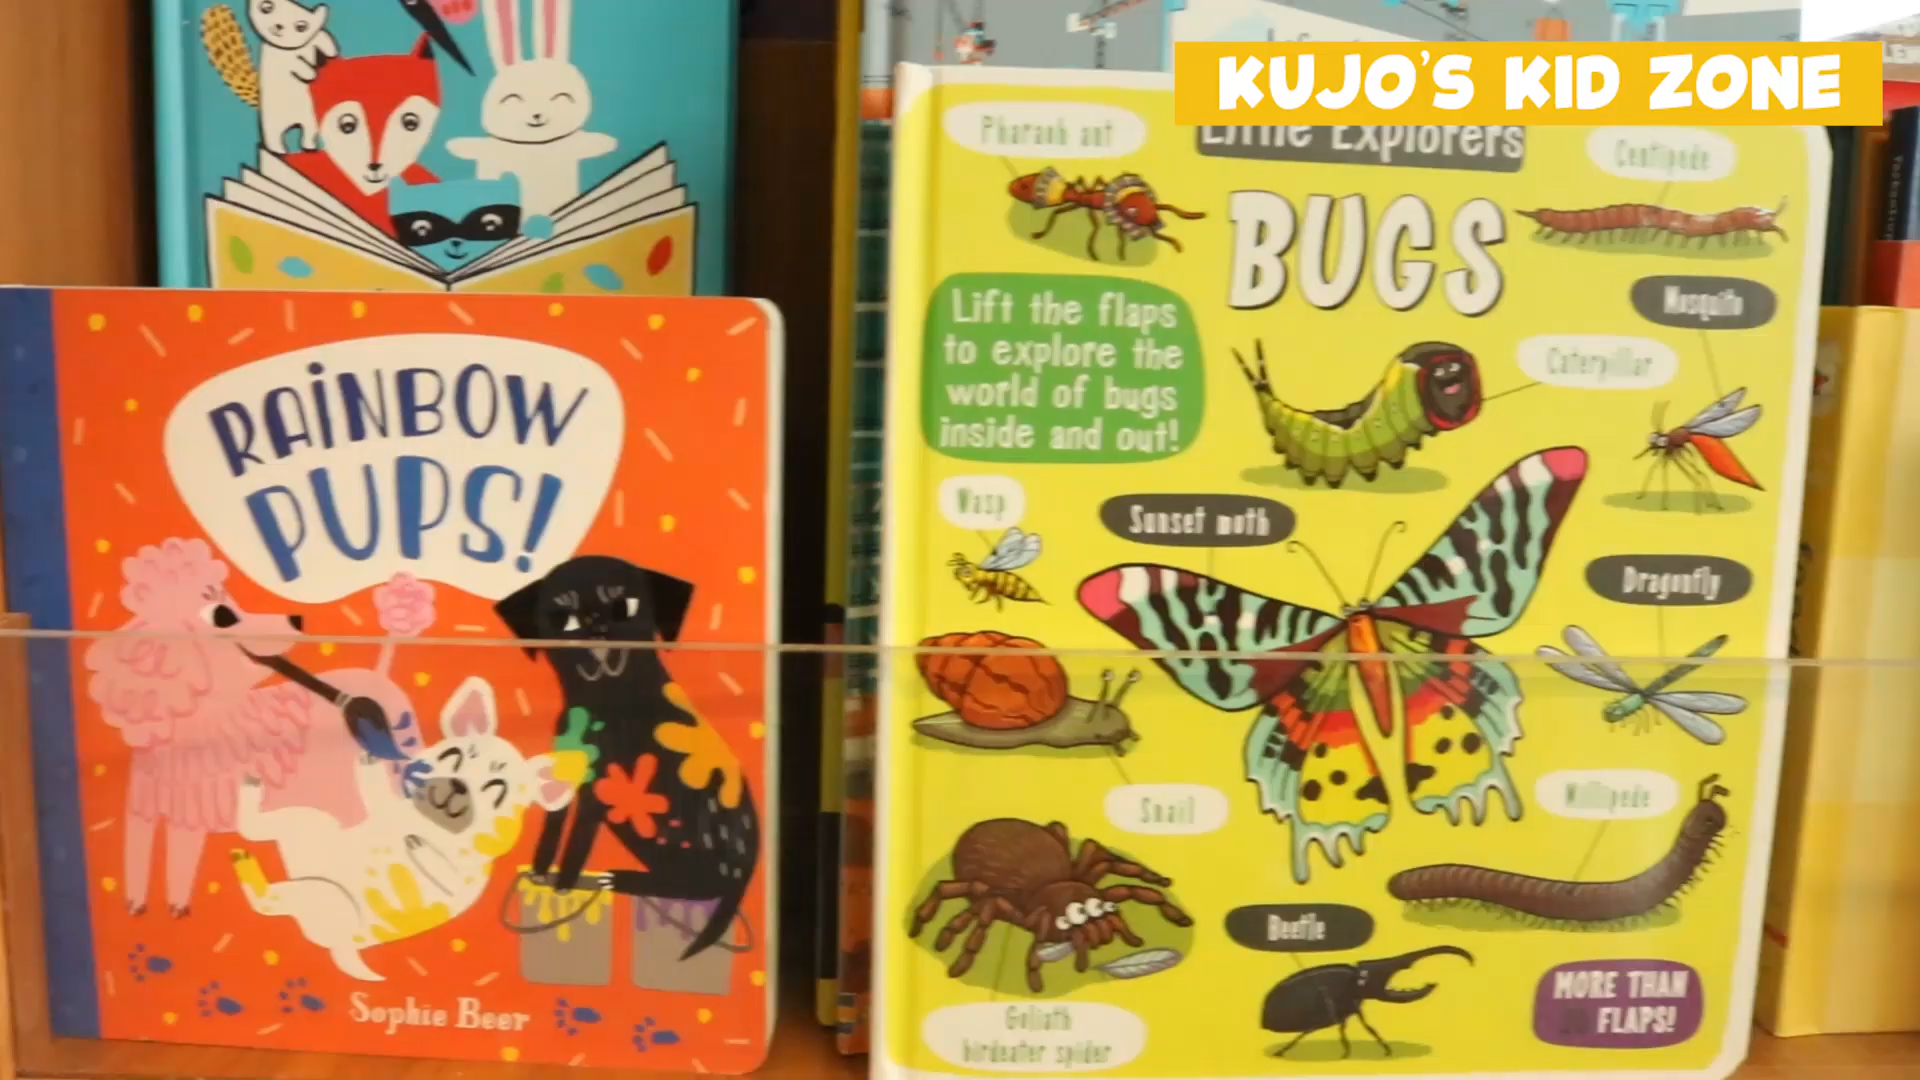 KUJO'S KID ZONE
RAINBOW
PUPS!
Sophie Beer
Little Explorers
BUGS
Pharaoh ant
Centipede
Lift the flaps
to explore the
world of bugs
inside and out!
Mosquito
Caterpillar
Wasp
Sunset moth
Dragonfly
Snail
Millipede
Beetle
Goliath
birdeater spider
MORE THAN
FLAPS!